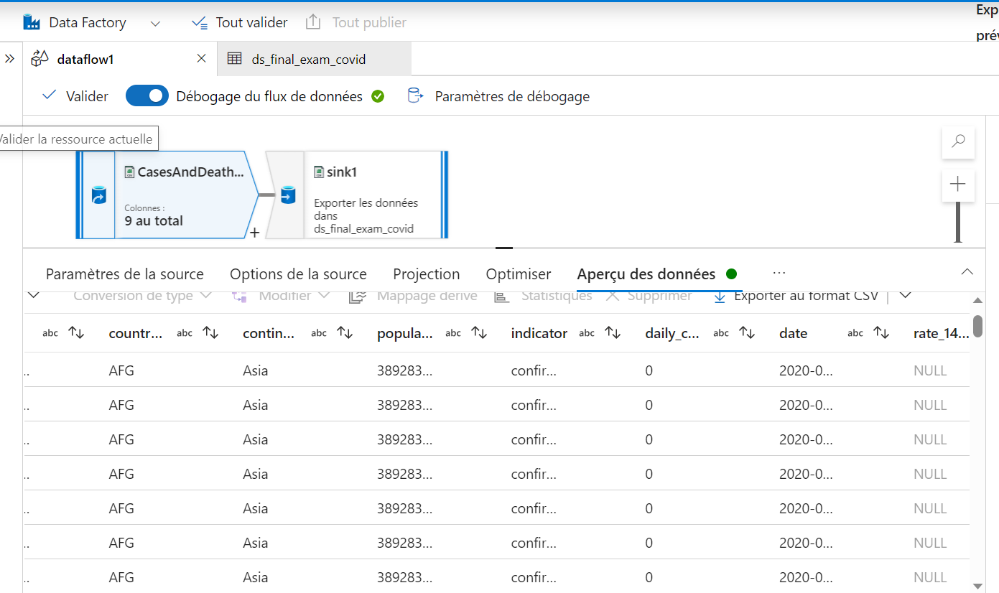 Exp
Data Factory Tout valider Tout publier
prév
dataflow1 ds_final_exam_covid
Valider Débogage du flux de données Paramètres de débogage
Valider la ressource actuelle
CasesAndDeath... sink1
Colonnes :
9 au total
Exporter les données
dans
ds_final_exam_covid
+
Paramètres de la source Options de la source Projection Optimiser Aperçu des données ...
Conversion de type Modifier Mappage dérivé Statistiques Supprimer Exporter au format CSV
abc countr... abc contin... abc popula... abc indicator abc daily_c... abc date abc rate_14...
.. AFG Asia 389283... confir... 0 2020-0... NULL
.. AFG Asia 389283... confir... 0 2020-0... NULL
.. AFG Asia 389283... confir... 0 2020-0... NULL
.. AFG Asia 389283... confir... 0 2020-0... NULL
.. AFG Asia 389283... confir... 0 2020-0... NULL
.. AFG Asia 389283... confir... 0 2020-0... NULL
.. AFG Asia 389283... confir... 0 2020-0... NULL